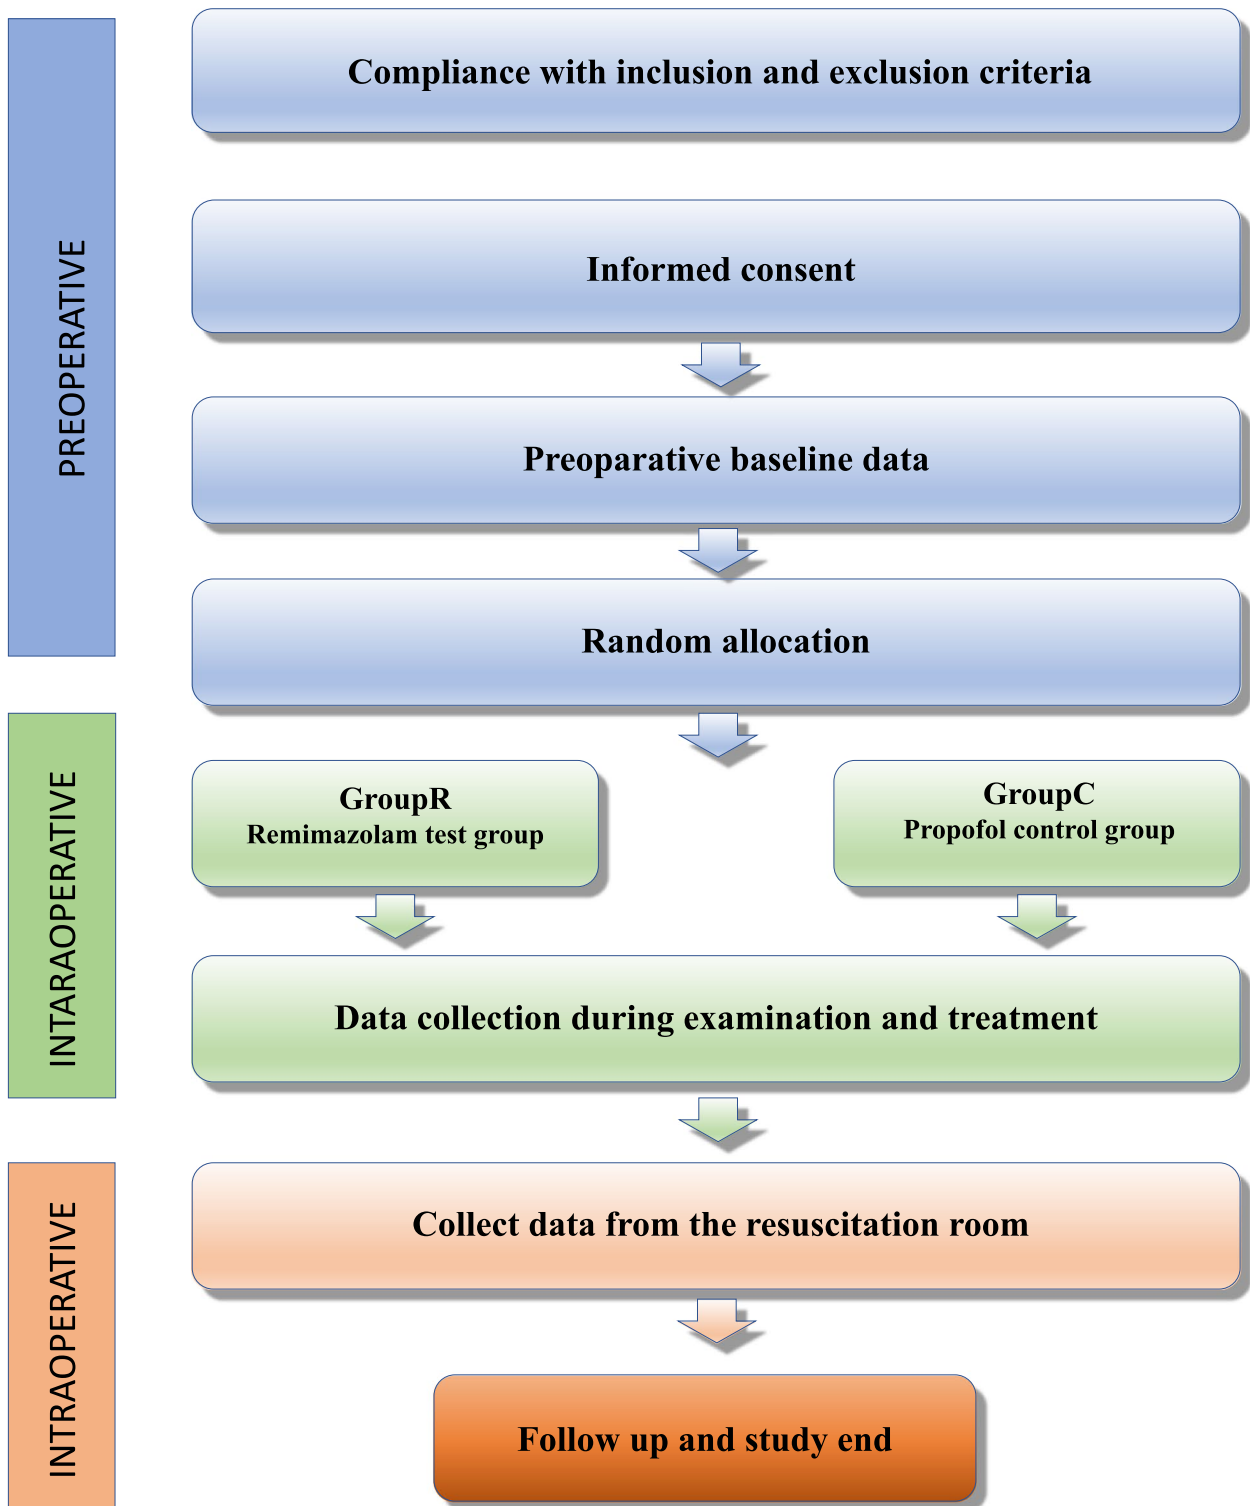 PREOPERATIVE
Compliance with inclusion and exclusion criteria
Informed consent
Preoparative baseline data
Random allocation
INTARAOPERATIVE
GroupR
Remimazolam test group
GroupC
Propofol control group
Data collection during examination and treatment
INTRAOPERATIVE
Collect data from the resuscitation room
Follow up and study end